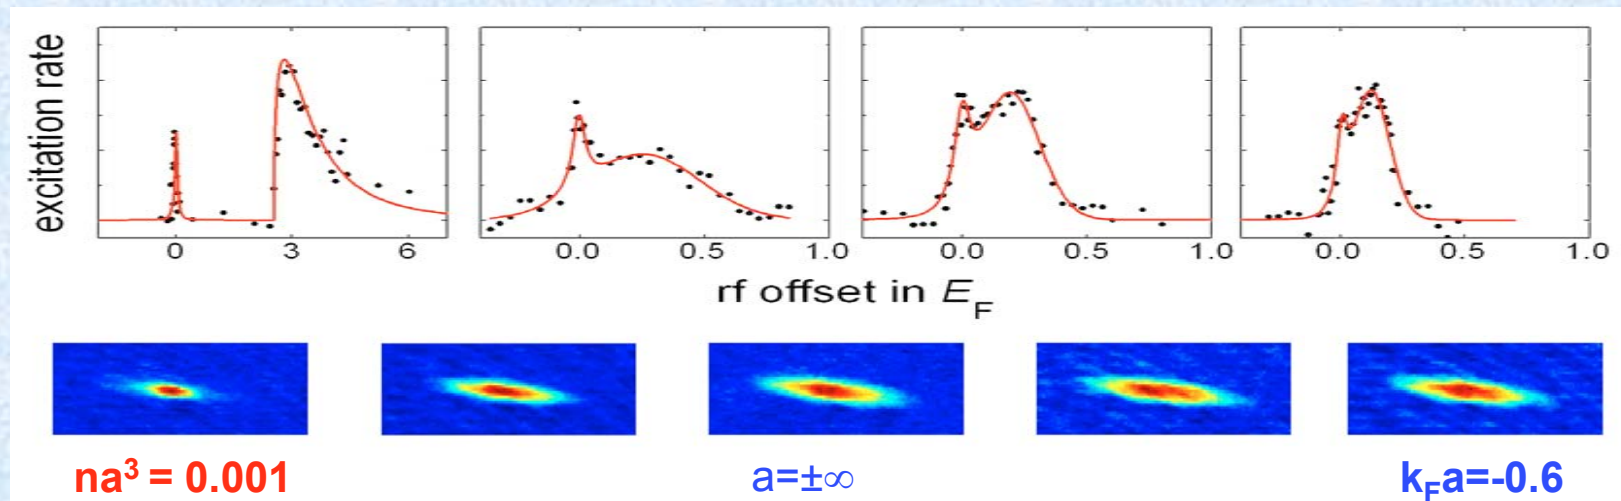 excitation rate
0 3 6
0.0 0.5 1.0
0.0 0.5 1.0
0.0 0.5 1.0
rf offset in E_F
na³ = 0.001
a=±∞
k_Fa=-0.6